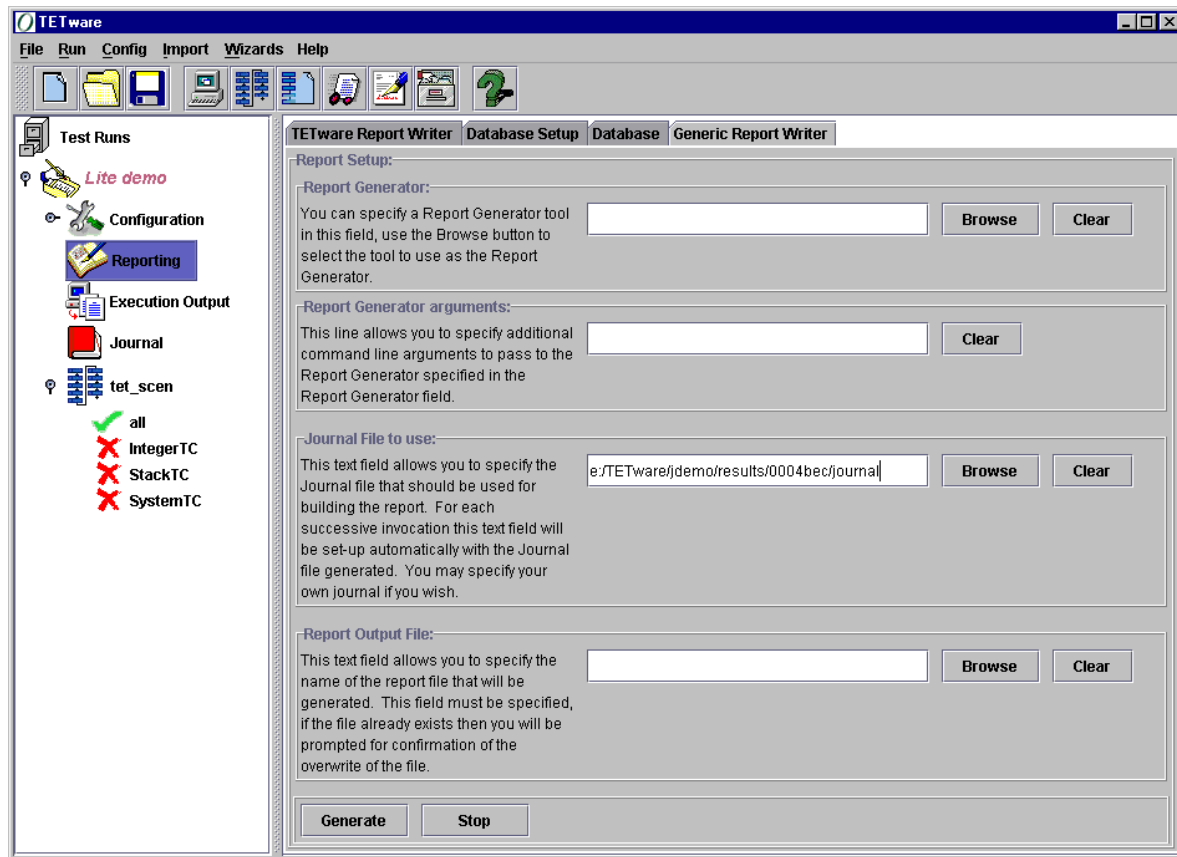 TETware
File Run Config Import Wizards Help
Test Runs
Lite demo
Configuration
Reporting
Execution Output
Journal
tet_scen
all
IntegerTC
StackTC
SystemTC
TETware Report Writer Database Setup Database Generic Report Writer
Report Setup:
Report Generator:
You can specify a Report Generator tool
in this field, use the Browse button to
select the tool to use as the Report
Generator.
Browse Clear
Report Generator arguments:
This line allows you to specify additional
command line arguments to pass to the
Report Generator specified in the
Report Generator field.
Clear
Journal File to use:
This text field allows you to specify the
Journal file that should be used for
building the report. For each
successive invocation this text field will
be set-up automatically with the Journal
file generated. You may specify your
own journal if you wish.
e:/TETware/jdemo/results/0004bec/journal
Browse Clear
Report Output File:
This text field allows you to specify the
name of the report file that will be
generated. This field must be specified,
if the file already exists then you will be
prompted for confirmation of the
overwrite of the file.
Browse Clear
Generate Stop